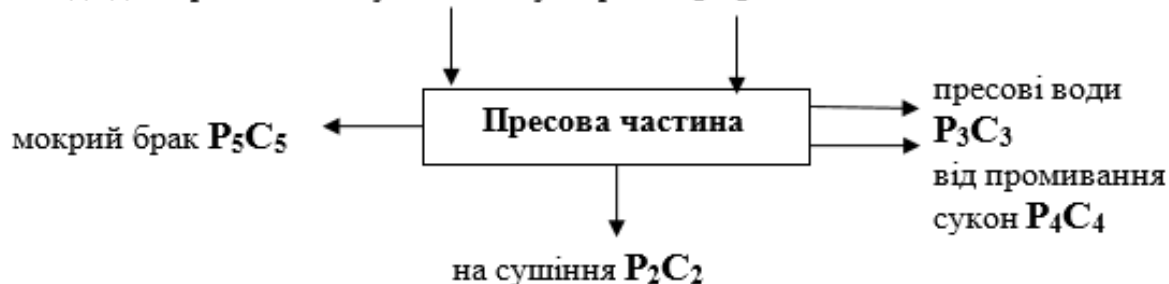 Пресова частина
мокрий брак P₅C₅
пресові води
P₃C₃
від промивання
сукон P₄C₄
на сушіння P₂C₂